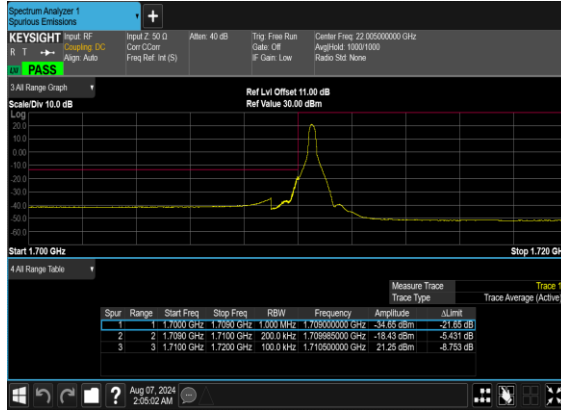 Spectrum Analyzer 1
Spurious Emissions
+
KEYSIGHT Input: RF Input Z: 50 Ω Atten: 40 dB Trig: Free Run Center Freq: 22.005000000 GHz
R T Coupling: DC Corr CCorr Gate: Off Avg|Hold: 1000/1000
Align: Auto Freq Ref: Int (S) IF Gain: Low Radio Std: None
PASS
3 All Range Graph Ref Lvl Offset 11.00 dB
Scale/Div 10.0 dB Ref Value 30.00 dBm
Log
20.0
10.0
0.00
-10.0
-20.0
-30.0
-40.0
-50.0
-60.0
Start 1.700 GHz Stop 1.720 GH
4 All Range Table
Measure Trace Trace 1
Trace Type Trace Average (Active)
Spur Range Start Freq Stop Freq RBW Frequency Amplitude ΔLimit
1 1 1.7000 GHz 1.7090 GHz 1.000 MHz 1.709000000 GHz -34.65 dBm -21.65 dB
2 2 1.7090 GHz 1.7100 GHz 200.0 kHz 1.709985000 GHz -18.43 dBm -5.431 dB
3 3 1.7100 GHz 1.7200 GHz 100.0 kHz 1.710500000 GHz 21.25 dBm -8.753 dB
? Aug 07, 2024
2:05:02 AM